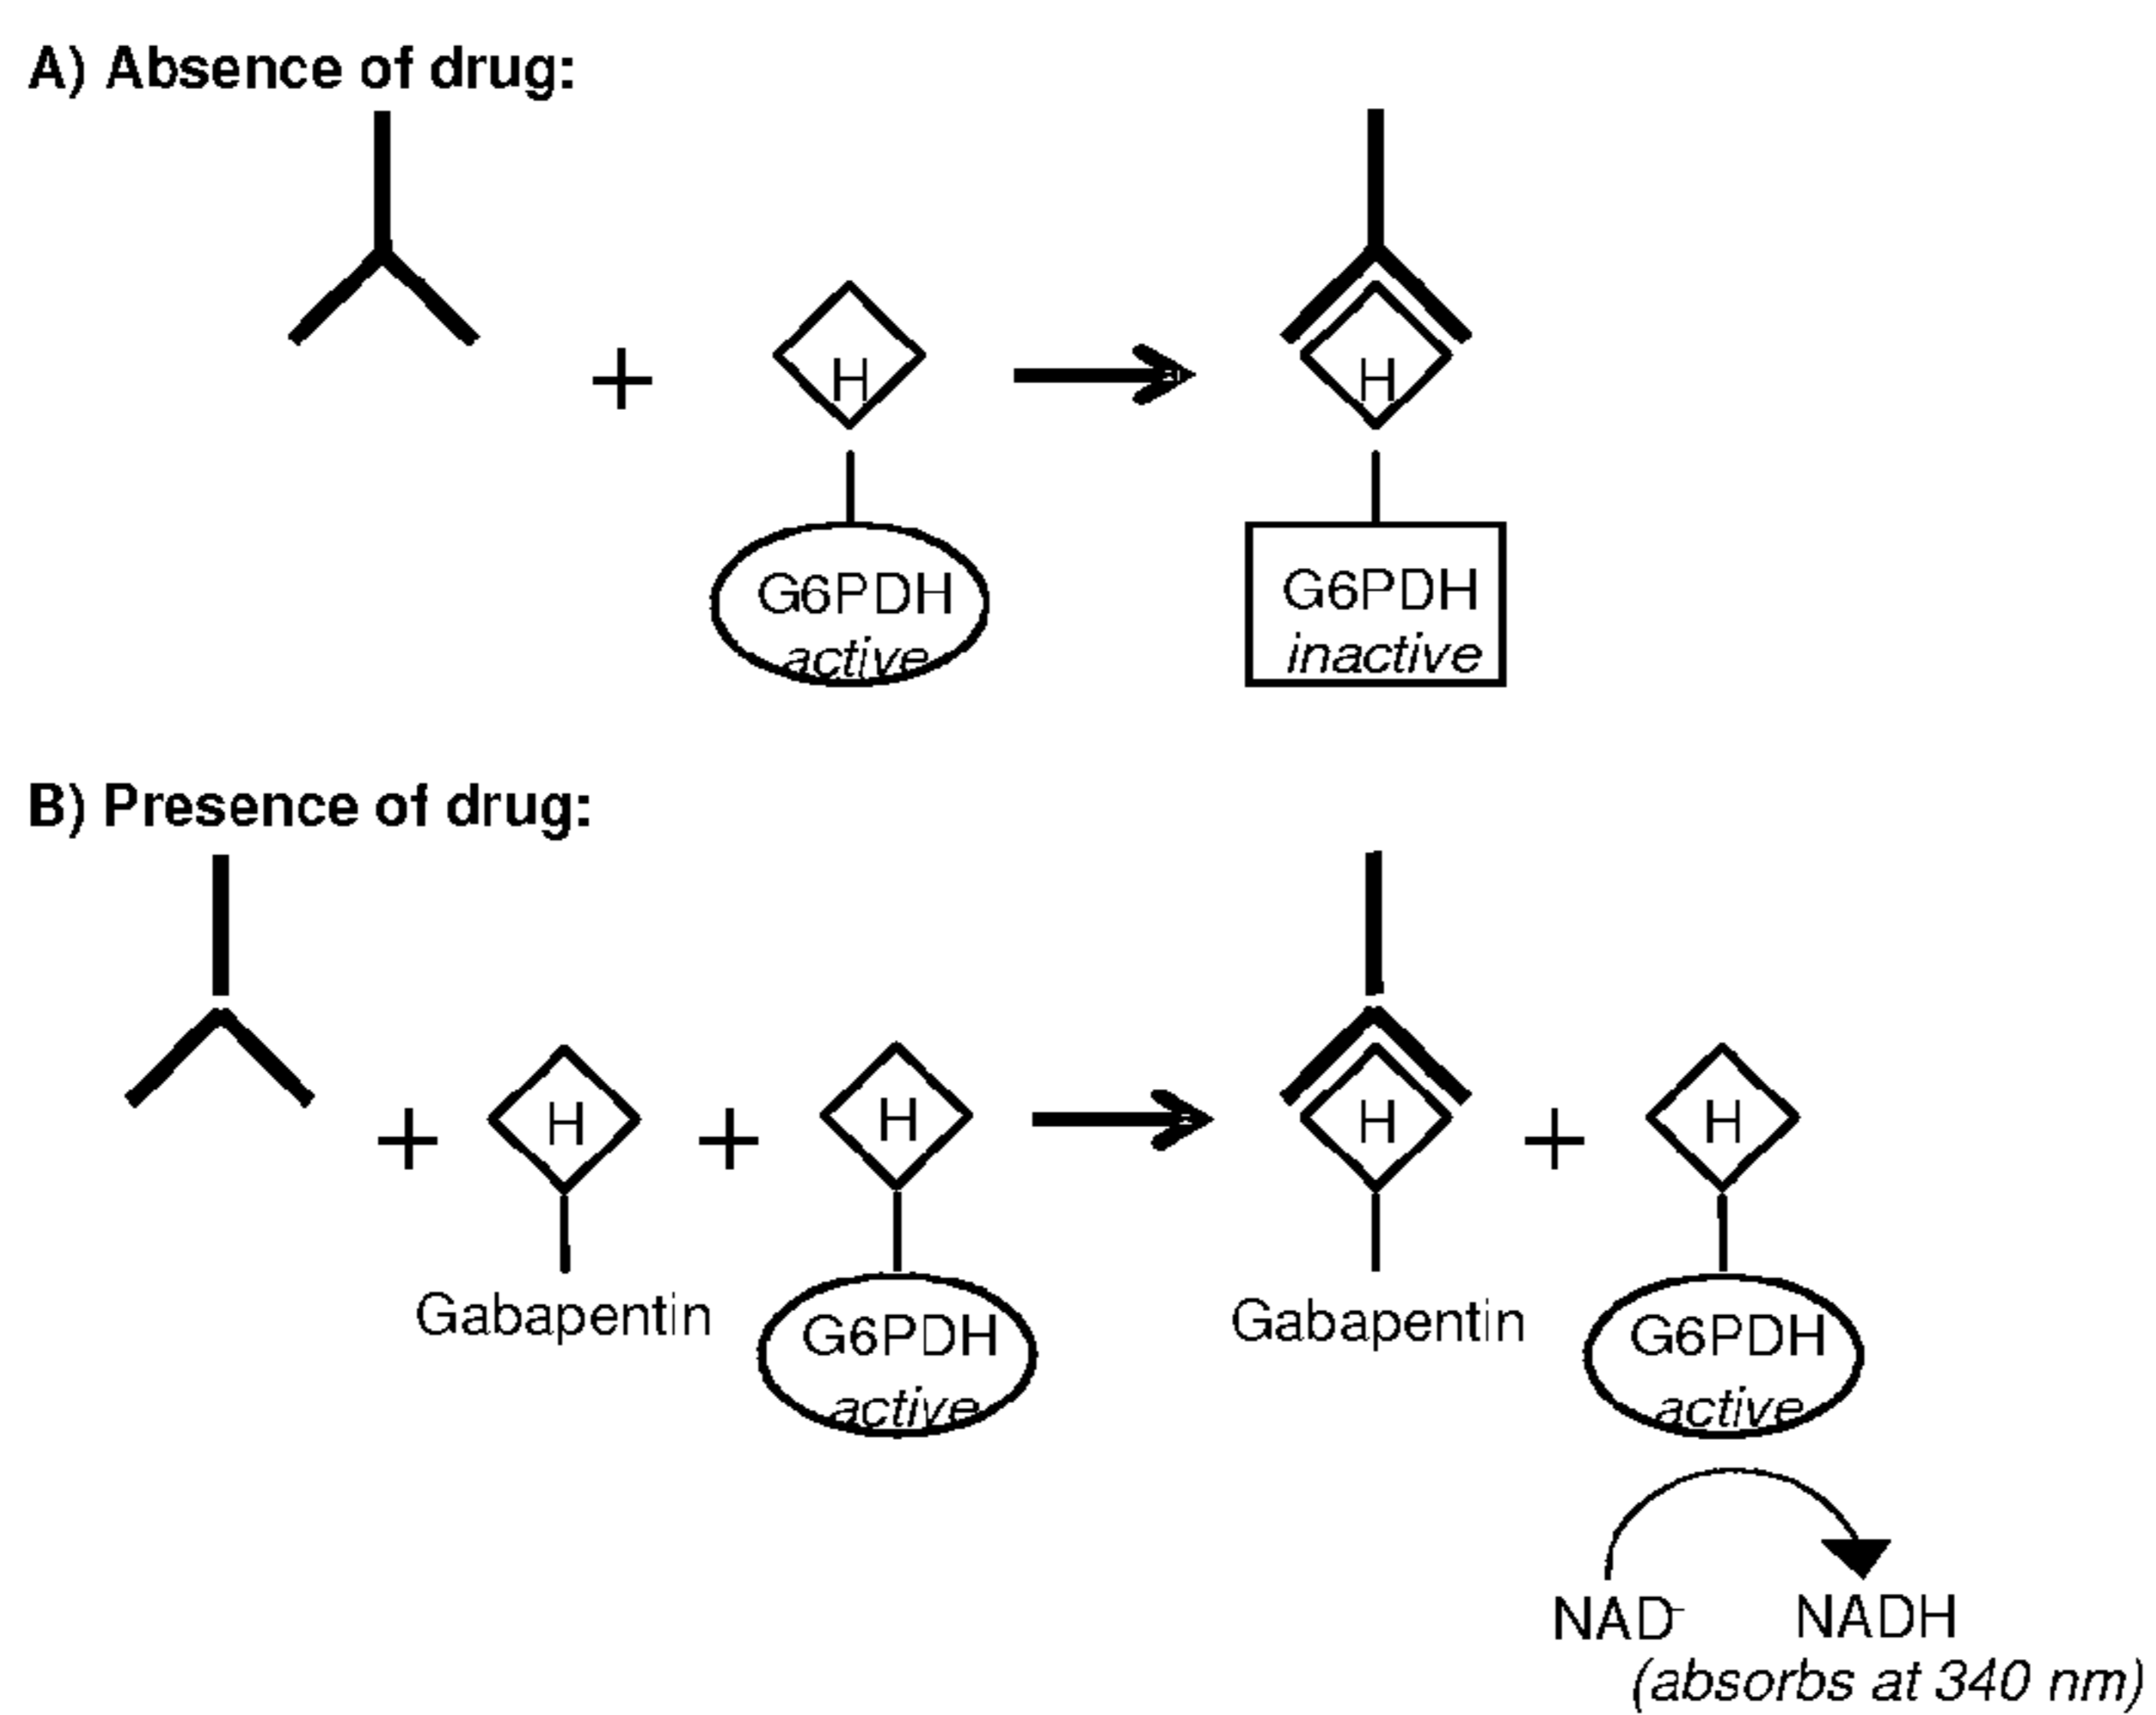 A) Absence of drug:
+ H H
G6PDH G6PDH
active inactive
B) Presence of drug:
+ H + H H + H
Gabapentin G6PDH Gabapentin G6PDH
active active
NAD- NADH
(absorbs at 340 nm)